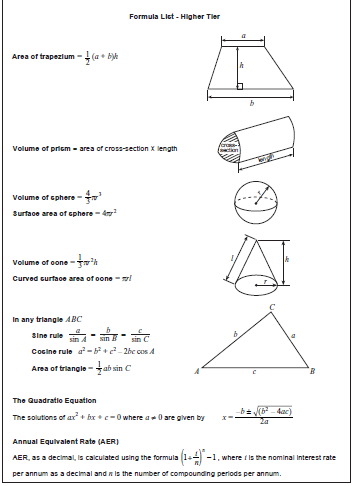 Formula List - Higher Tier
a
Area of trapezium = 1/2 (a + b)h
h
b
Volume of prism = area of cross-section X length
cross-section
length
Volume of sphere = 4/3 πr³
r
Surface area of sphere = 4πr²
Volume of cone = 1/3 πr²h
l
h
r
Curved surface area of cone = πrl
In any triangle ABC
Sine rule a/sin A = b/sin B = c/sin C
Cosine rule a² = b² + c² – 2bc cos A
Area of triangle = 1/2 ab sin C
C
b
a
A
c
B
The Quadratic Equation
The solutions of ax² + bx + c = 0 where a ≠ 0 are given by x = (–b ± √(b² – 4ac))/2a
Annual Equivalent Rate (AER)
AER, as a decimal, is calculated using the formula (1 + i/n)ⁿ – 1, where i is the nominal interest rate
per annum as a decimal and n is the number of compounding periods per annum.